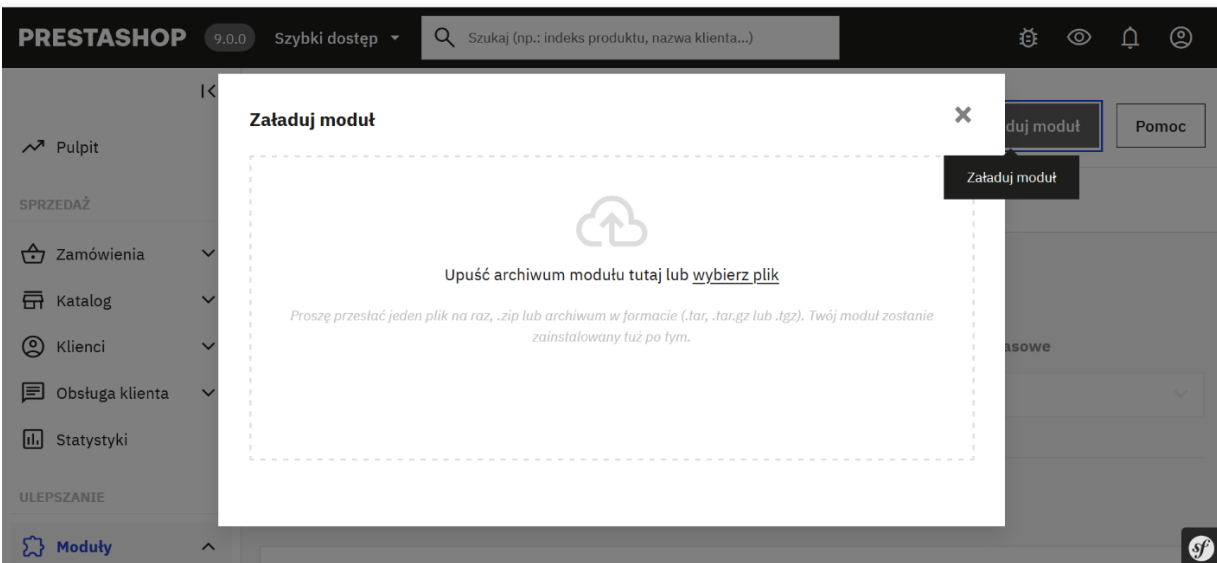 PRESTASHOP 9.0.0 Szybki dostęp Szukaj (np.: indeks produktu, nazwa klienta...)
Załaduj moduł
duj moduł
Pomoc
Załaduj moduł
Pulpit
SPRZEDAŻ
Zamówienia
Katalog
Klienci
Obsługa klienta
Statystyki
ULEPSZANIE
Moduły
Upuść archiwum modułu tutaj lub wybierz plik
Proszę przesłać jeden plik na raz, .zip lub archiwum w formacie (.tar, .tar.gz lub .tgz). Twój moduł zostanie
zainstalowany tuż po tym.
asowe
sf